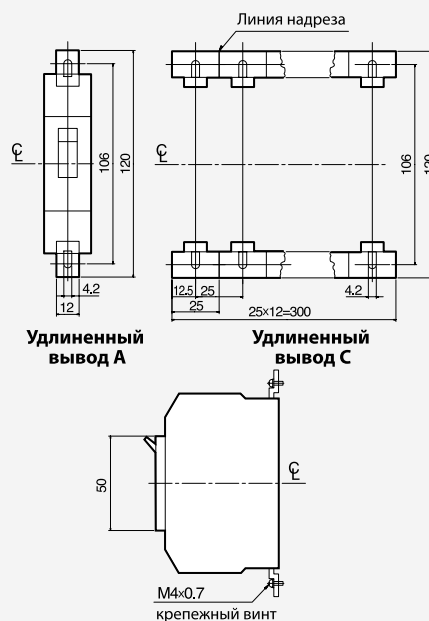 Линия надреза
℄
106
120
4.2
12
Удлиненный
вывод А
℄
106
120
12.5
25
4.2
25
25×12=300
Удлиненный
вывод С
50
℄
M4×0.7
крепежный винт